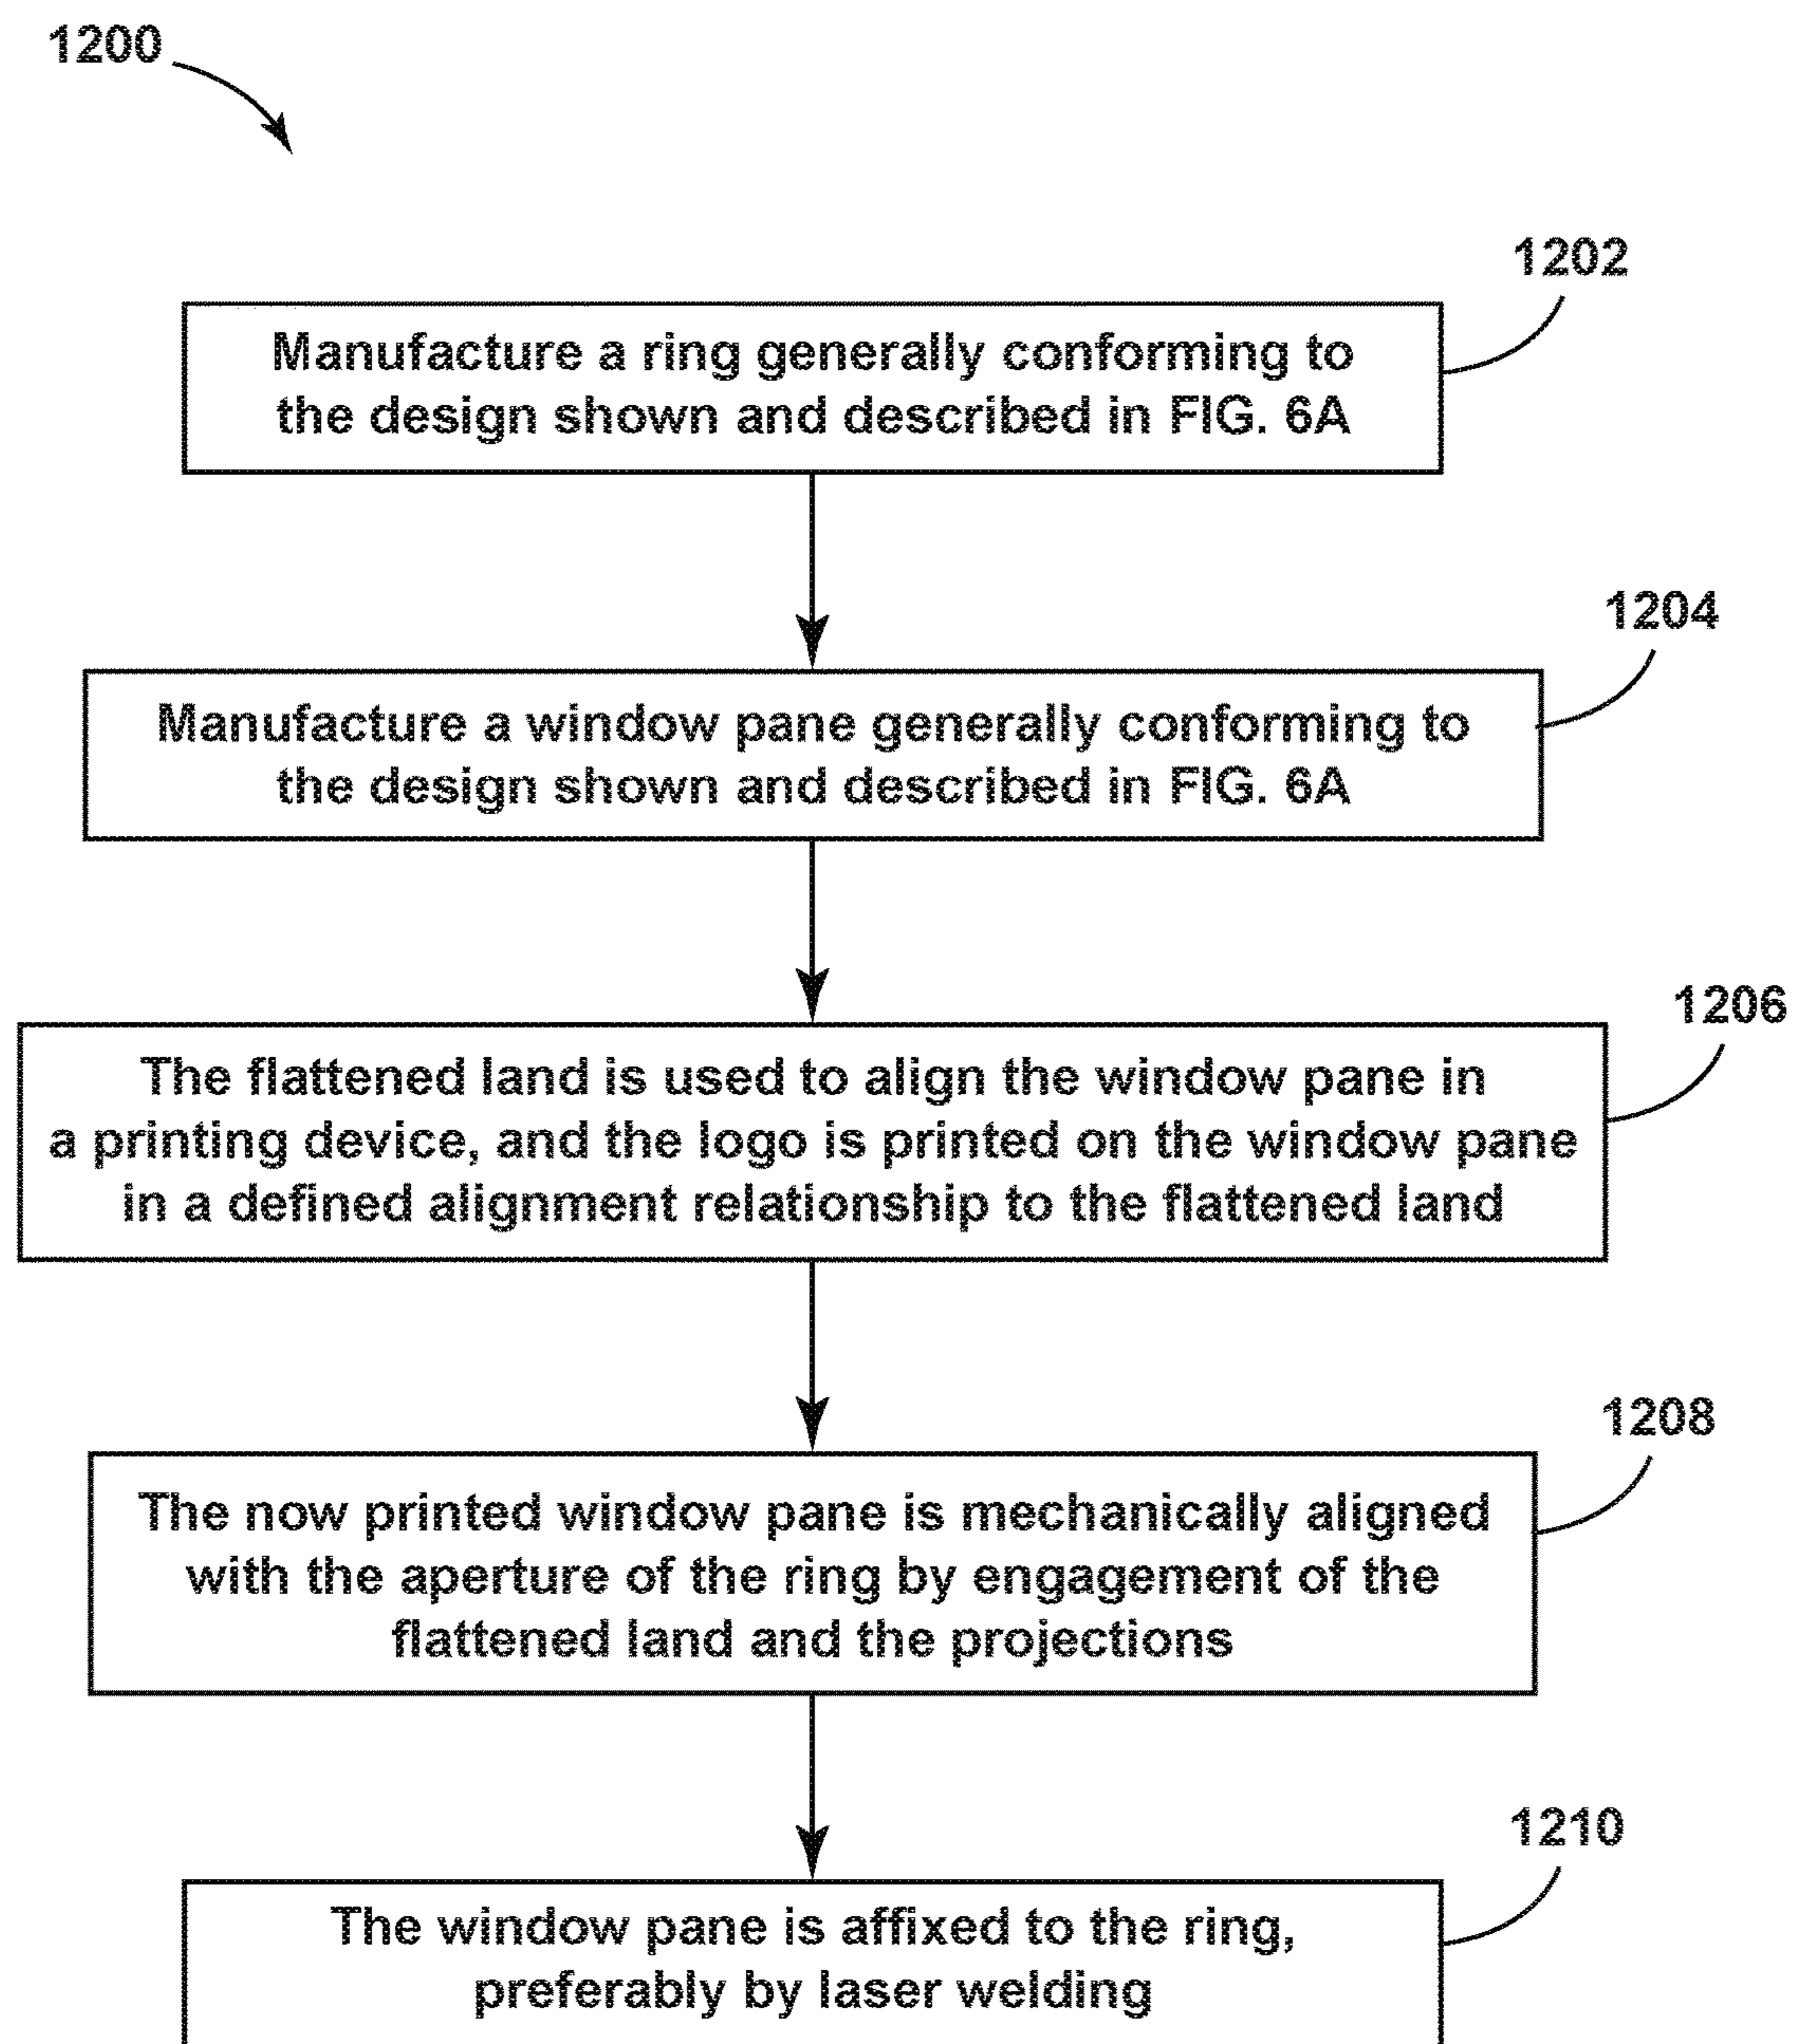 1200
1202
Manufacture a ring generally conforming to
the design shown and described in FIG. 6A
1204
Manufacture a window pane generally conforming to
the design shown and described in FIG. 6A
1206
The flattened land is used to align the window pane in
a printing device, and the logo is printed on the window pane
in a defined alignment relationship to the flattened land
1208
The now printed window pane is mechanically aligned
with the aperture of the ring by engagement of the
flattened land and the projections
1210
The window pane is affixed to the ring,
preferably by laser welding